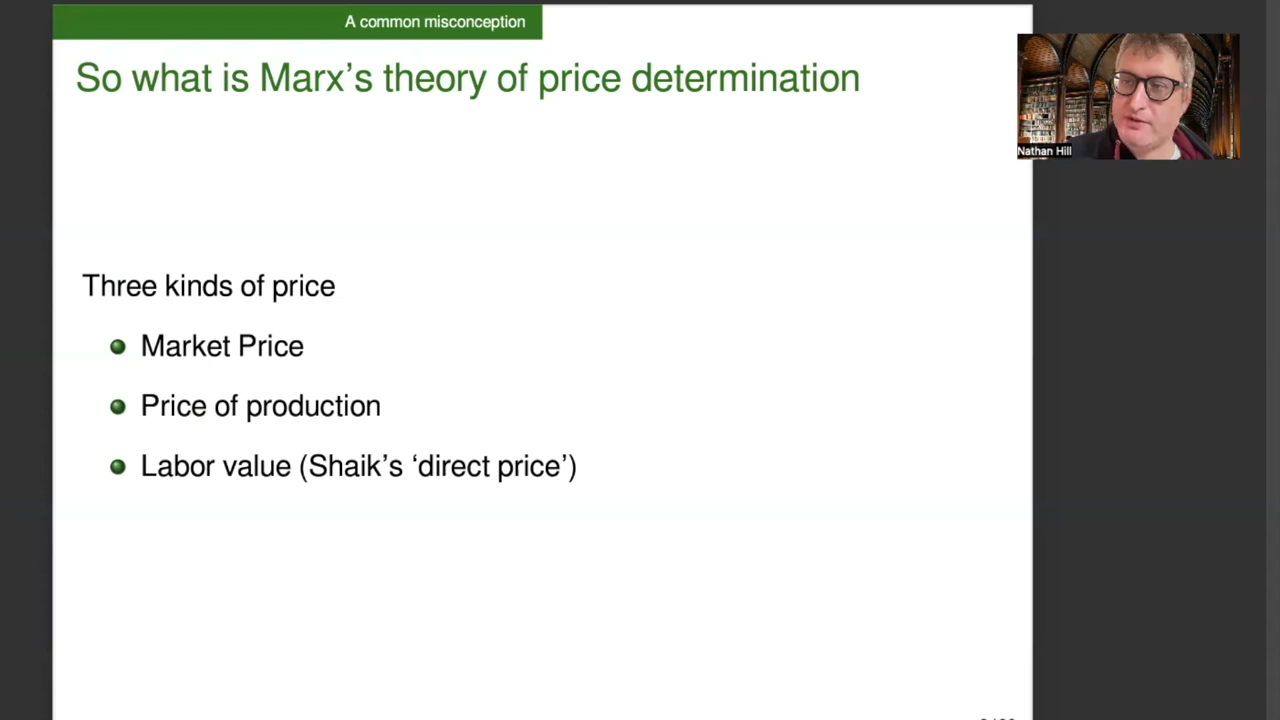 A common misconception
So what is Marx's theory of price determination
Nathan Hill
Three kinds of price
Market Price
Price of production
Labor value (Shaik's ‘direct price’)